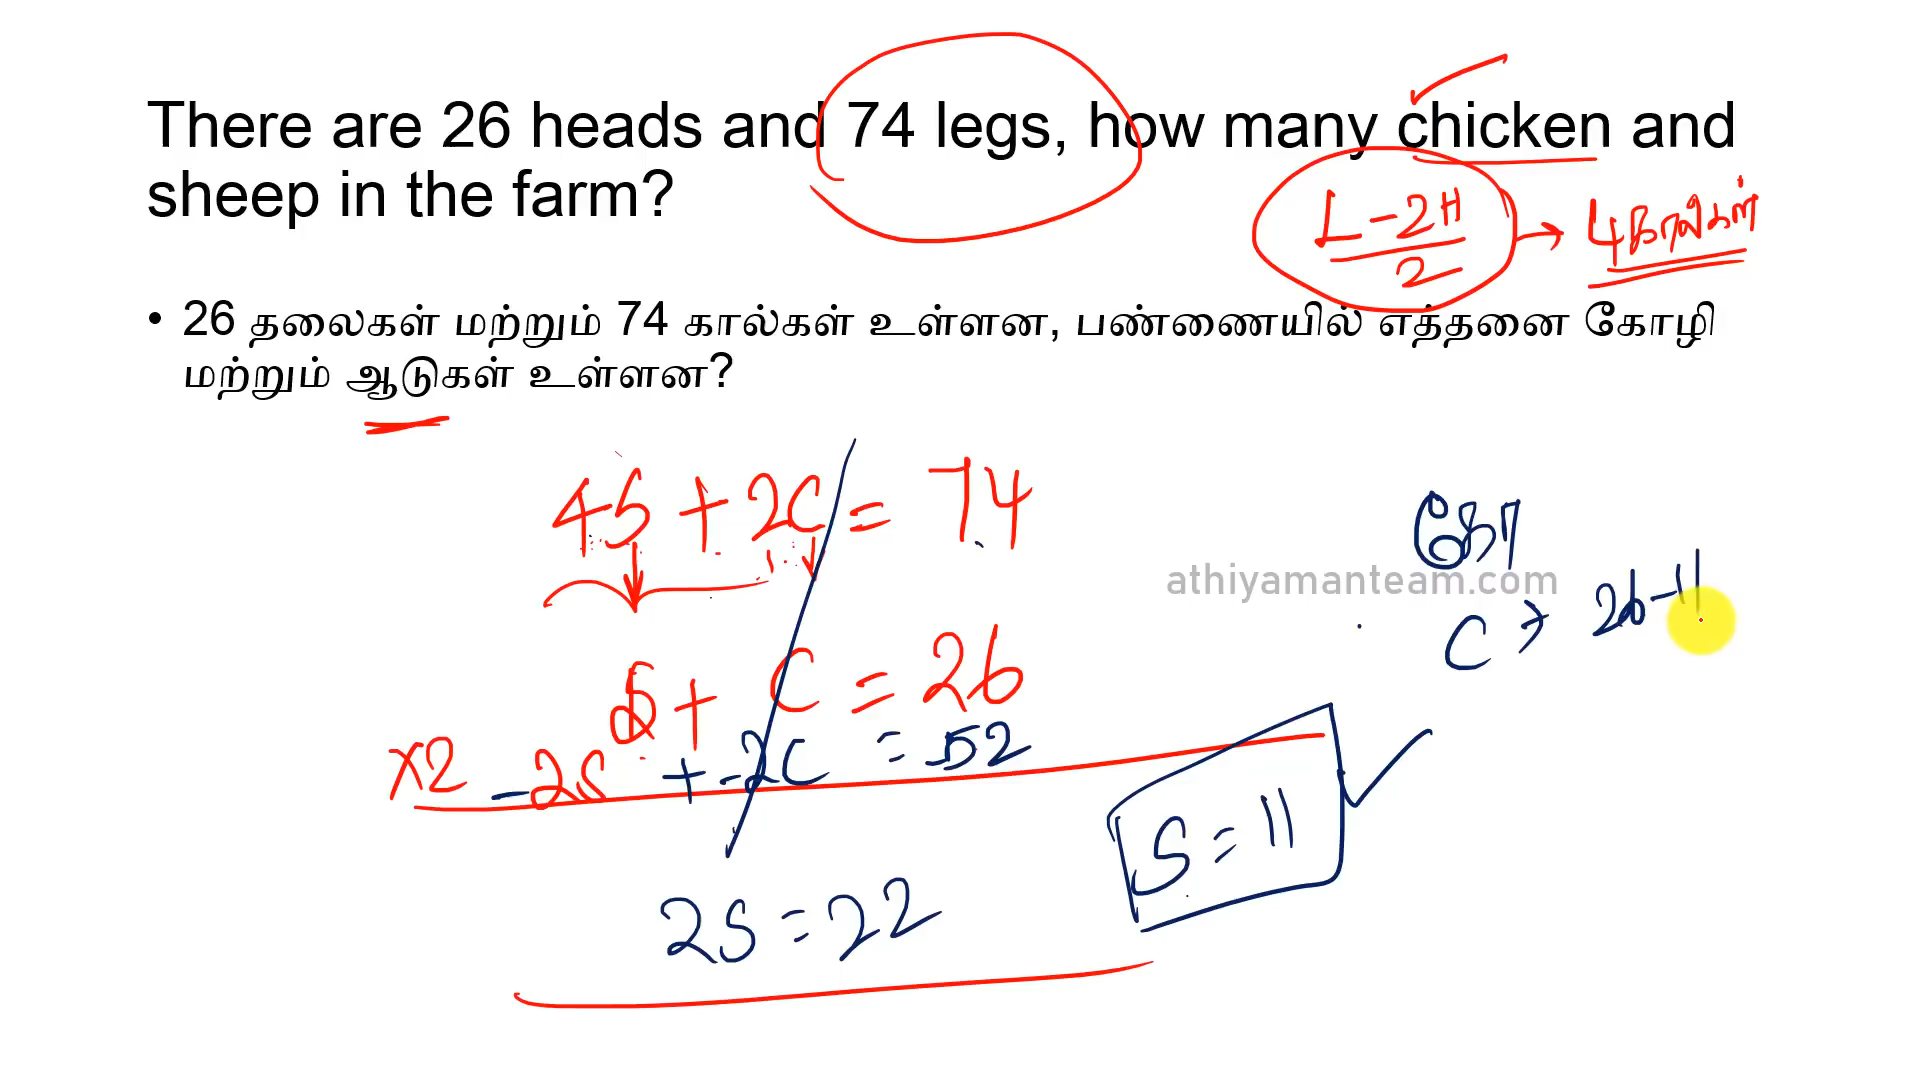 There are 26 heads and 74 legs, how many chicken and
sheep in the farm?
L - 2H
2
→ 4 கால்கள்
• 26 தலைகள் மற்றும் 74 கால்கள் உள்ளன, பண்ணையில் எத்தனை கோழி
மற்றும் ஆடுகள் உள்ளன?
4S + 2C = 74
கோ
athiyamanteam.com
C → 26 - 11
S + C = 26
×2 -2S + -2C = -52
S = 11
2S = 22